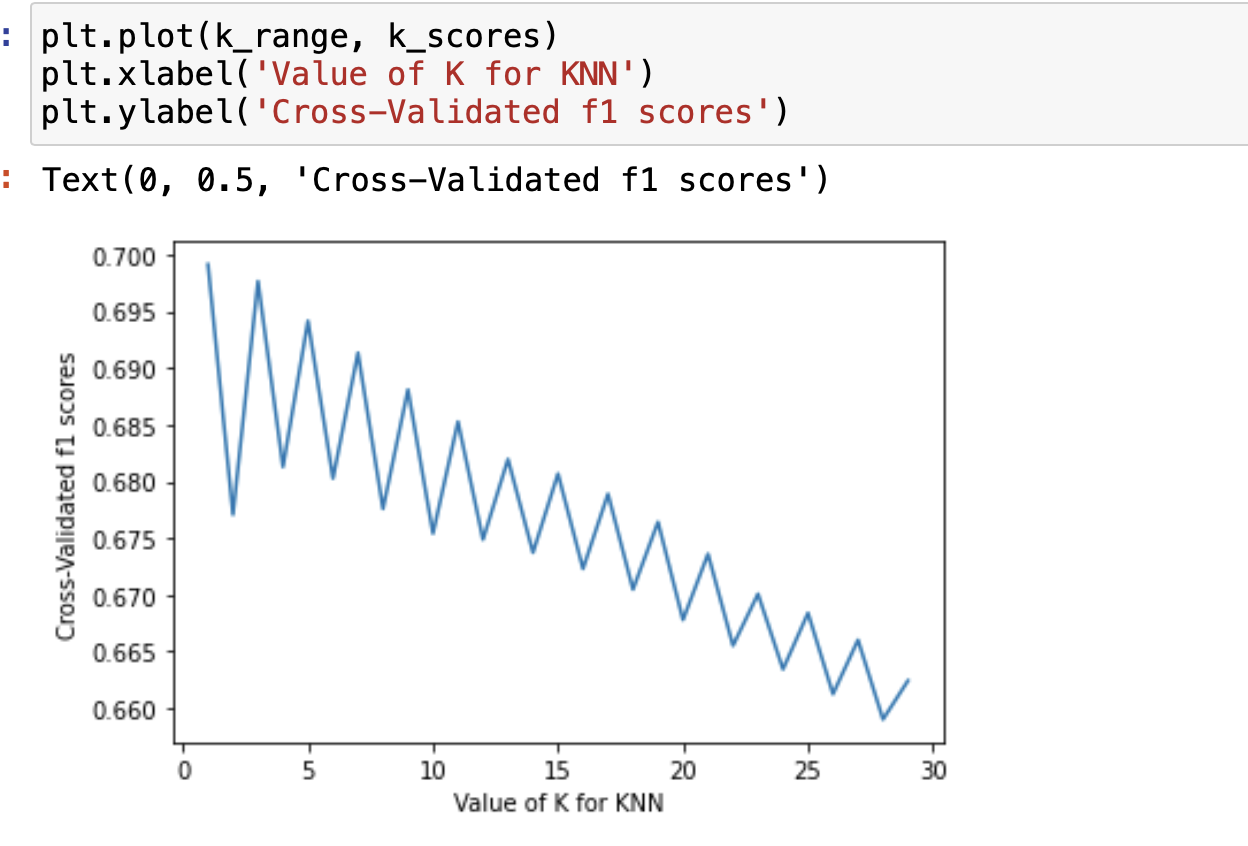 :
plt.plot(k_range, k_scores)
plt.xlabel('Value of K for KNN')
plt.ylabel('Cross-Validated f1 scores')
:
Text(0, 0.5, 'Cross-Validated f1 scores')
0.700
0.695
0.690
0.685
0.680
0.675
0.670
0.665
0.660
Cross-Validated f1 scores
0 5 10 15 20 25 30
Value of K for KNN